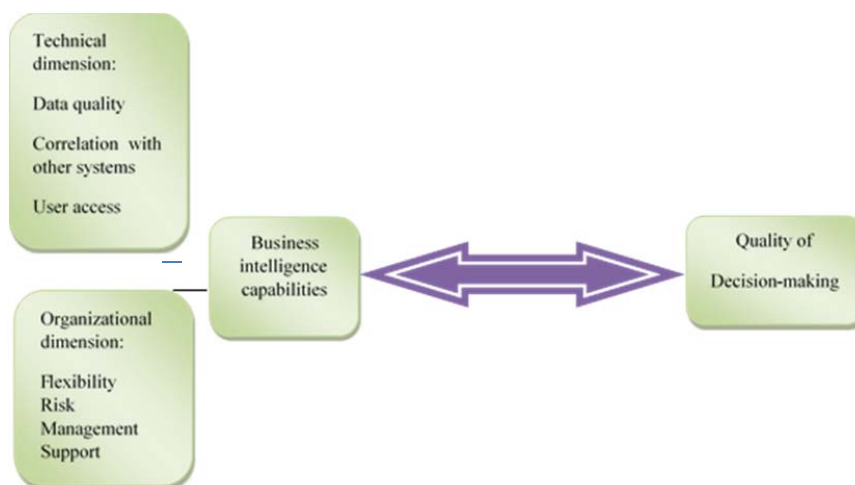 Technical
dimension:
Data quality
Correlation with
other systems
User access
Organizational
dimension:
Flexibility
Risk
Management
Support
Business
intelligence
capabilities
Quality of
Decision-making